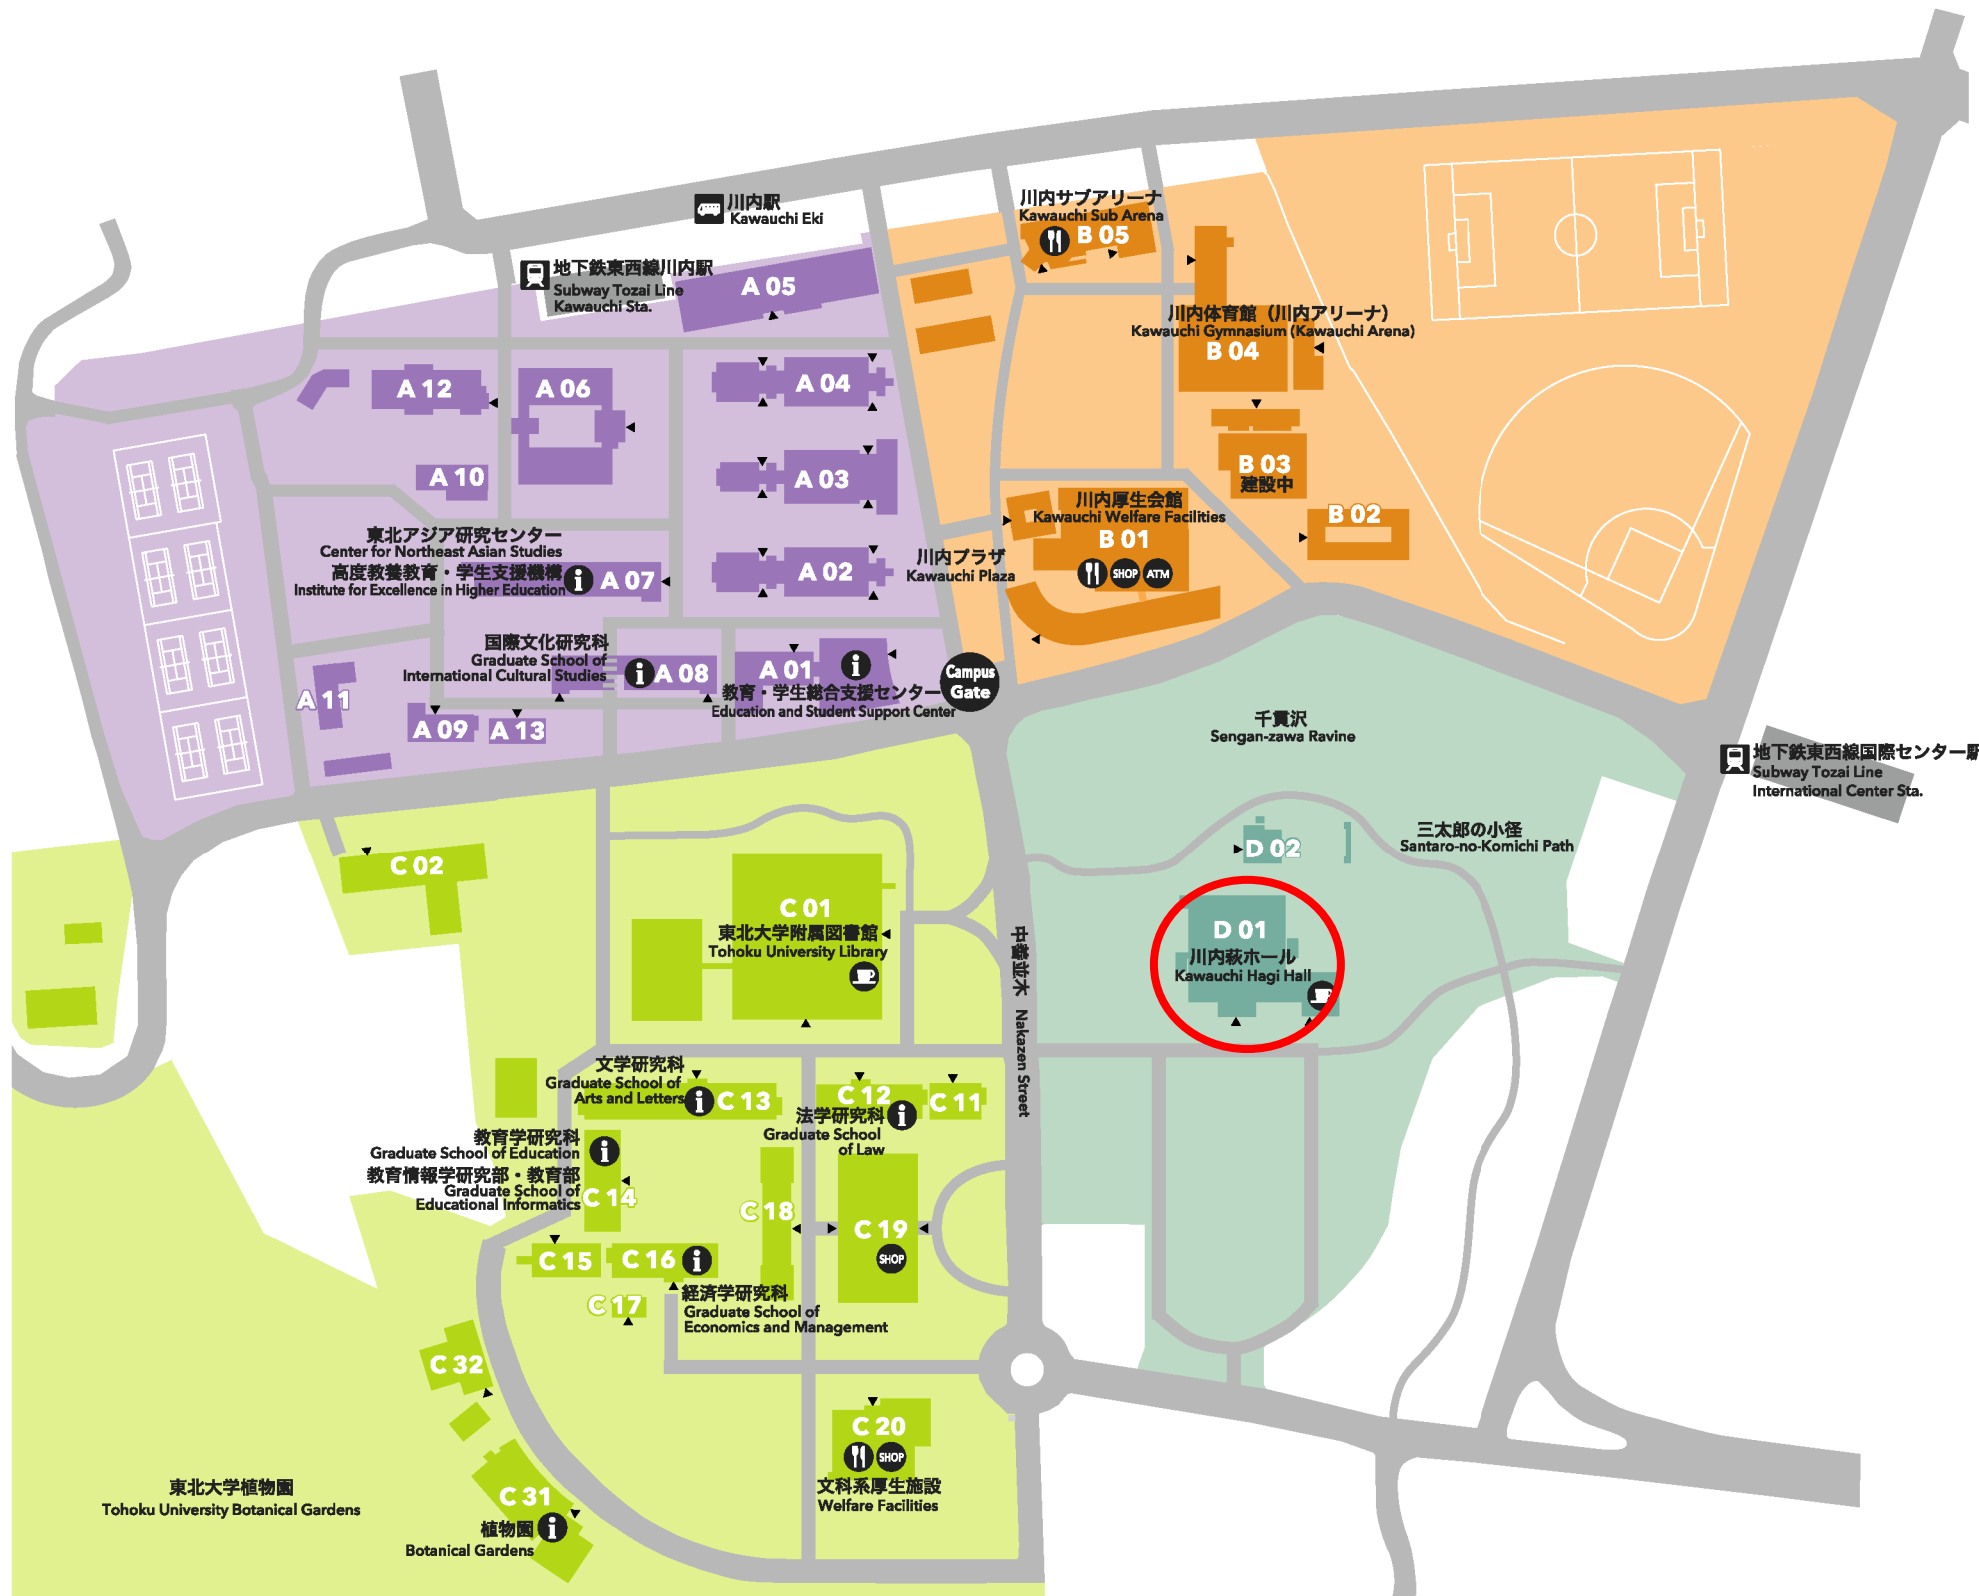 川内駅
Kawauchi Eki
地下鉄東西線川内駅
Subway Tozai Line
Kawauchi Sta.
A 05
川内サブアリーナ
Kawauchi Sub Arena
B 05
川内体育館（川内アリーナ）
Kawauchi Gymnasium (Kawauchi Arena)
B 04
A 12
A 06
A 04
A 10
A 03
B 03
建設中
B 02
川内厚生会館
Kawauchi Welfare Facilities
B 01
SHOP
ATM
東北アジア研究センター
Center for Northeast Asian Studies
高度教養教育・学生支援機構
Institute for Excellence in Higher Education
i
A 07
A 02
川内プラザ
Kawauchi Plaza
国際文化研究科
Graduate School of
International Cultural Studies
i
A 08
A 01
i
教育・学生総合支援センター
Education and Student Support Center
Campus
Gate
A 11
A 09
A 13
千貫沢
Sengan-zawa Ravine
地下鉄東西線国際センター駅
Subway Tozai Line
International Center Sta.
三太郎の小径
Santaro-no-Komichi Path
D 02
C 02
C 01
東北大学附属図書館
Tohoku University Library
D 01
川内萩ホール
Kawauchi Hagi Hall
中善並木 Nakazen Street
文学研究科
Graduate School of
Arts and Letters
i
C 13
C 12
i
C 11
法学研究科
Graduate School
of Law
教育学研究科
Graduate School of Education
教育情報学研究部・教育部
Graduate School of
Educational Informatics
i
C 14
C 18
C 19
SHOP
C 15
C 16
i
C 17
経済学研究科
Graduate School of
Economics and Management
C 32
C 20
SHOP
文科系厚生施設
Welfare Facilities
東北大学植物園
Tohoku University Botanical Gardens
C 31
植物園
i
Botanical Gardens